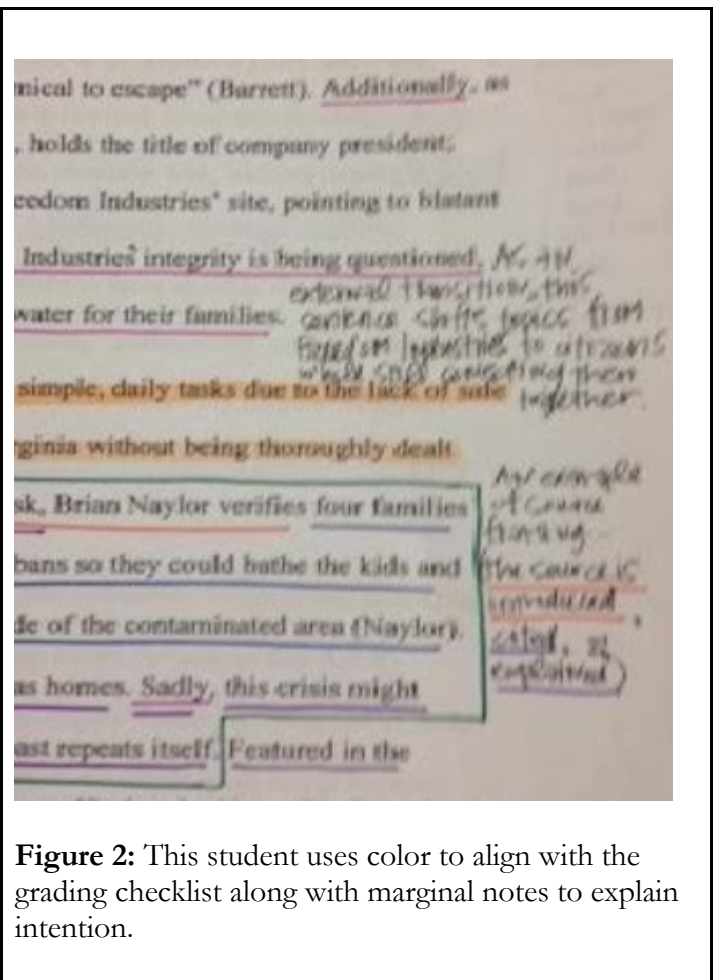 mical to escape" (Barrett). Additionally, as
, holds the title of company president;
eedom Industries' site, pointing to blatant
Industries' integrity is being questioned. As an
external transition, this
water for their families. sentence shifts topics from
Freedom Industries to citizens
while still connecting them
simple, daily tasks due to the lack of safe together.
ginia without being thoroughly dealt
An example
sk, Brian Naylor verifies four families of source
framing
bans so they could bathe the kids and the source is
introduced,
de of the contaminated area (Naylor). cited, &
explained)
as homes. Sadly, this crisis might
ast repeats itself. Featured in the
Figure 2: This student uses color to align with the
grading checklist along with marginal notes to explain
intention.